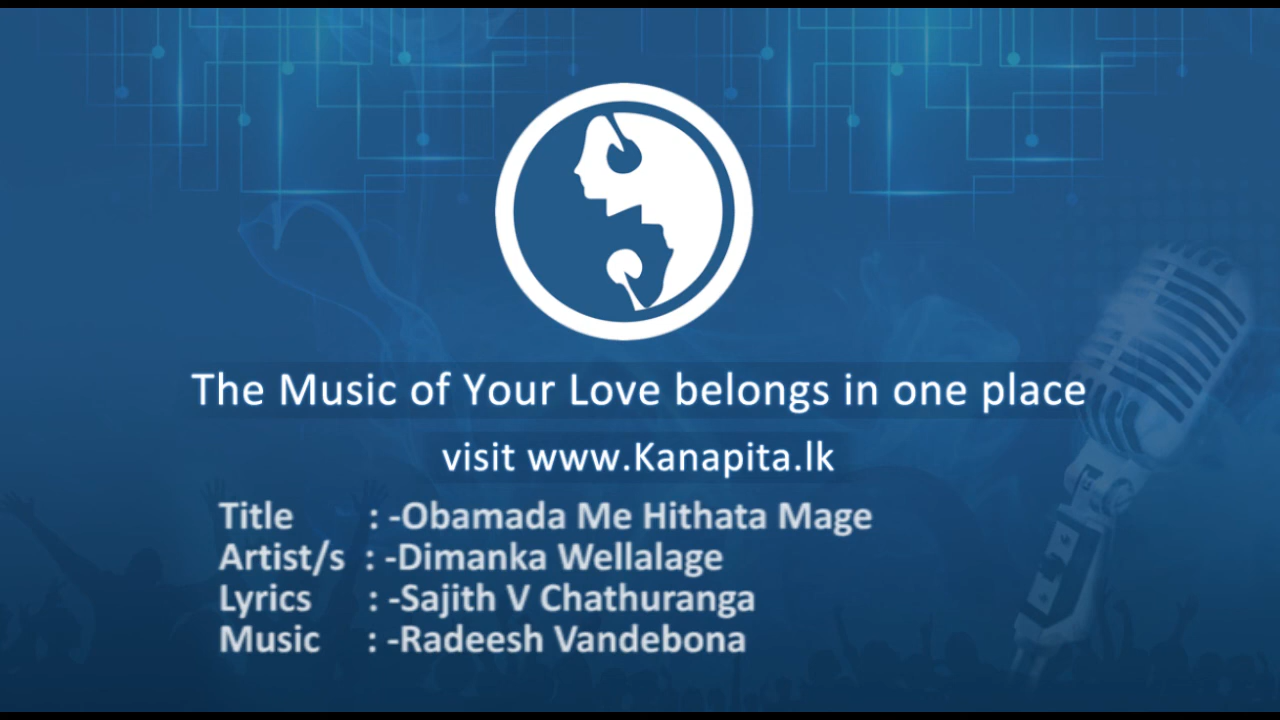 The Music of Your Love belongs in one place
visit www.Kanapita.lk
Title : -Obamada Me Hithata Mage
Artist/s : -Dimanka Wellalage
Lyrics : -Sajith V Chathuranga
Music : -Radeesh Vandebona